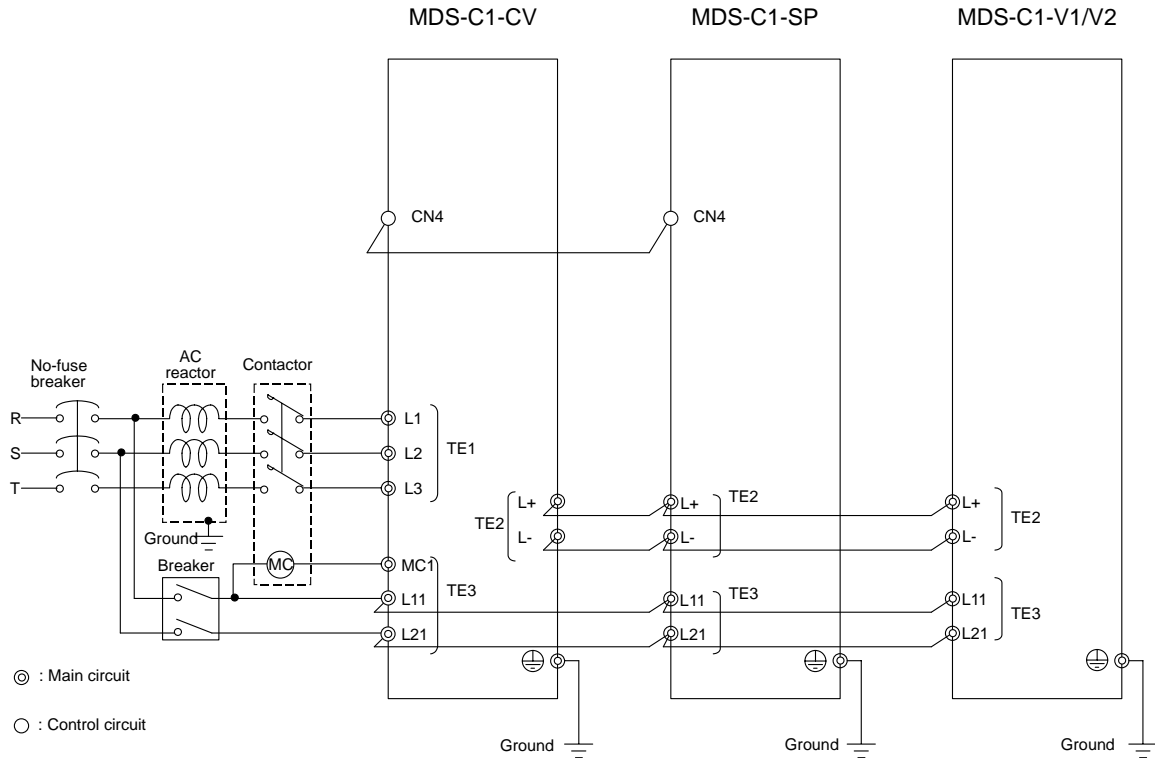 MDS-C1-CV
MDS-C1-SP
MDS-C1-V1/V2
CN4
CN4
No-fuse
breaker
AC
reactor
Contactor
R
S
T
L1
L2
L3
TE1
TE2
L+
L-
L+
L-
TE2
L+
L-
TE2
Ground
Breaker
MC
MC1
L11
L21
TE3
L11
L21
TE3
L11
L21
TE3
: Main circuit
: Control circuit
Ground
Ground
Ground